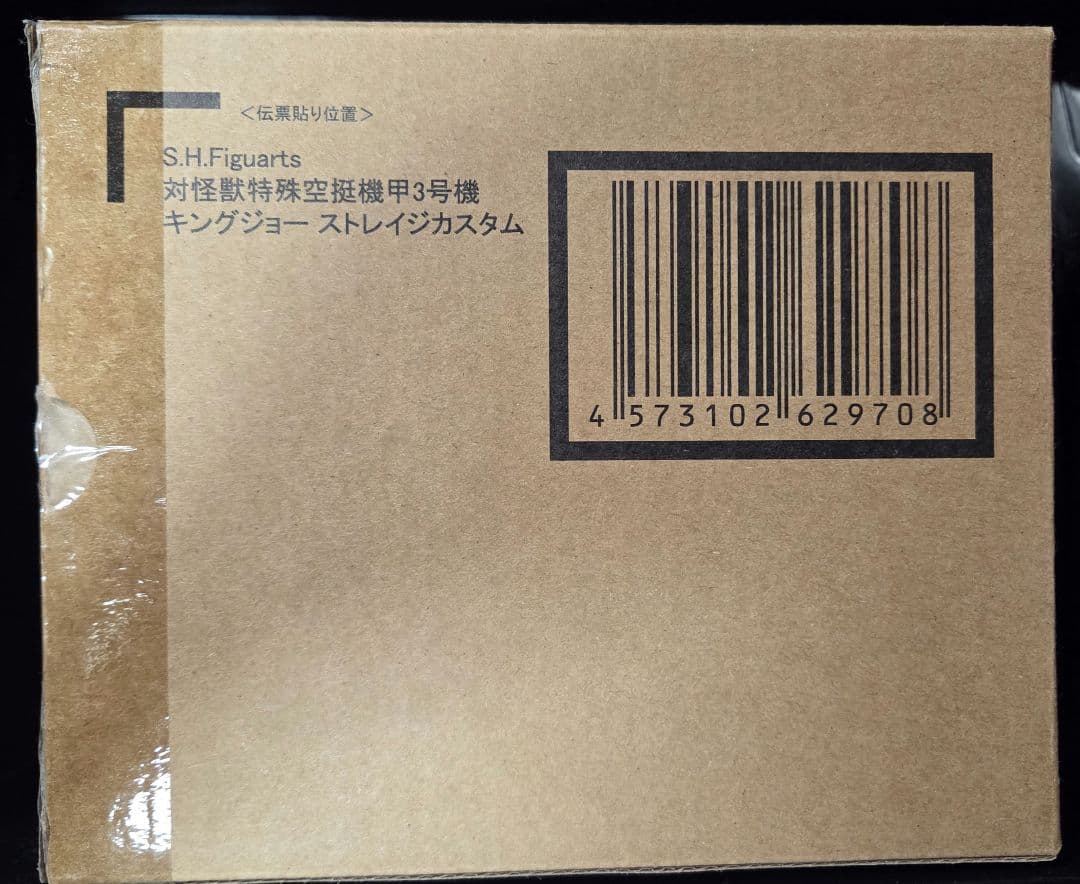 <伝票貼り位置>
S.H.Figuarts
対怪獣特殊空挺機甲3号機
キングジョー ストレイジカスタム
4 573102 629708